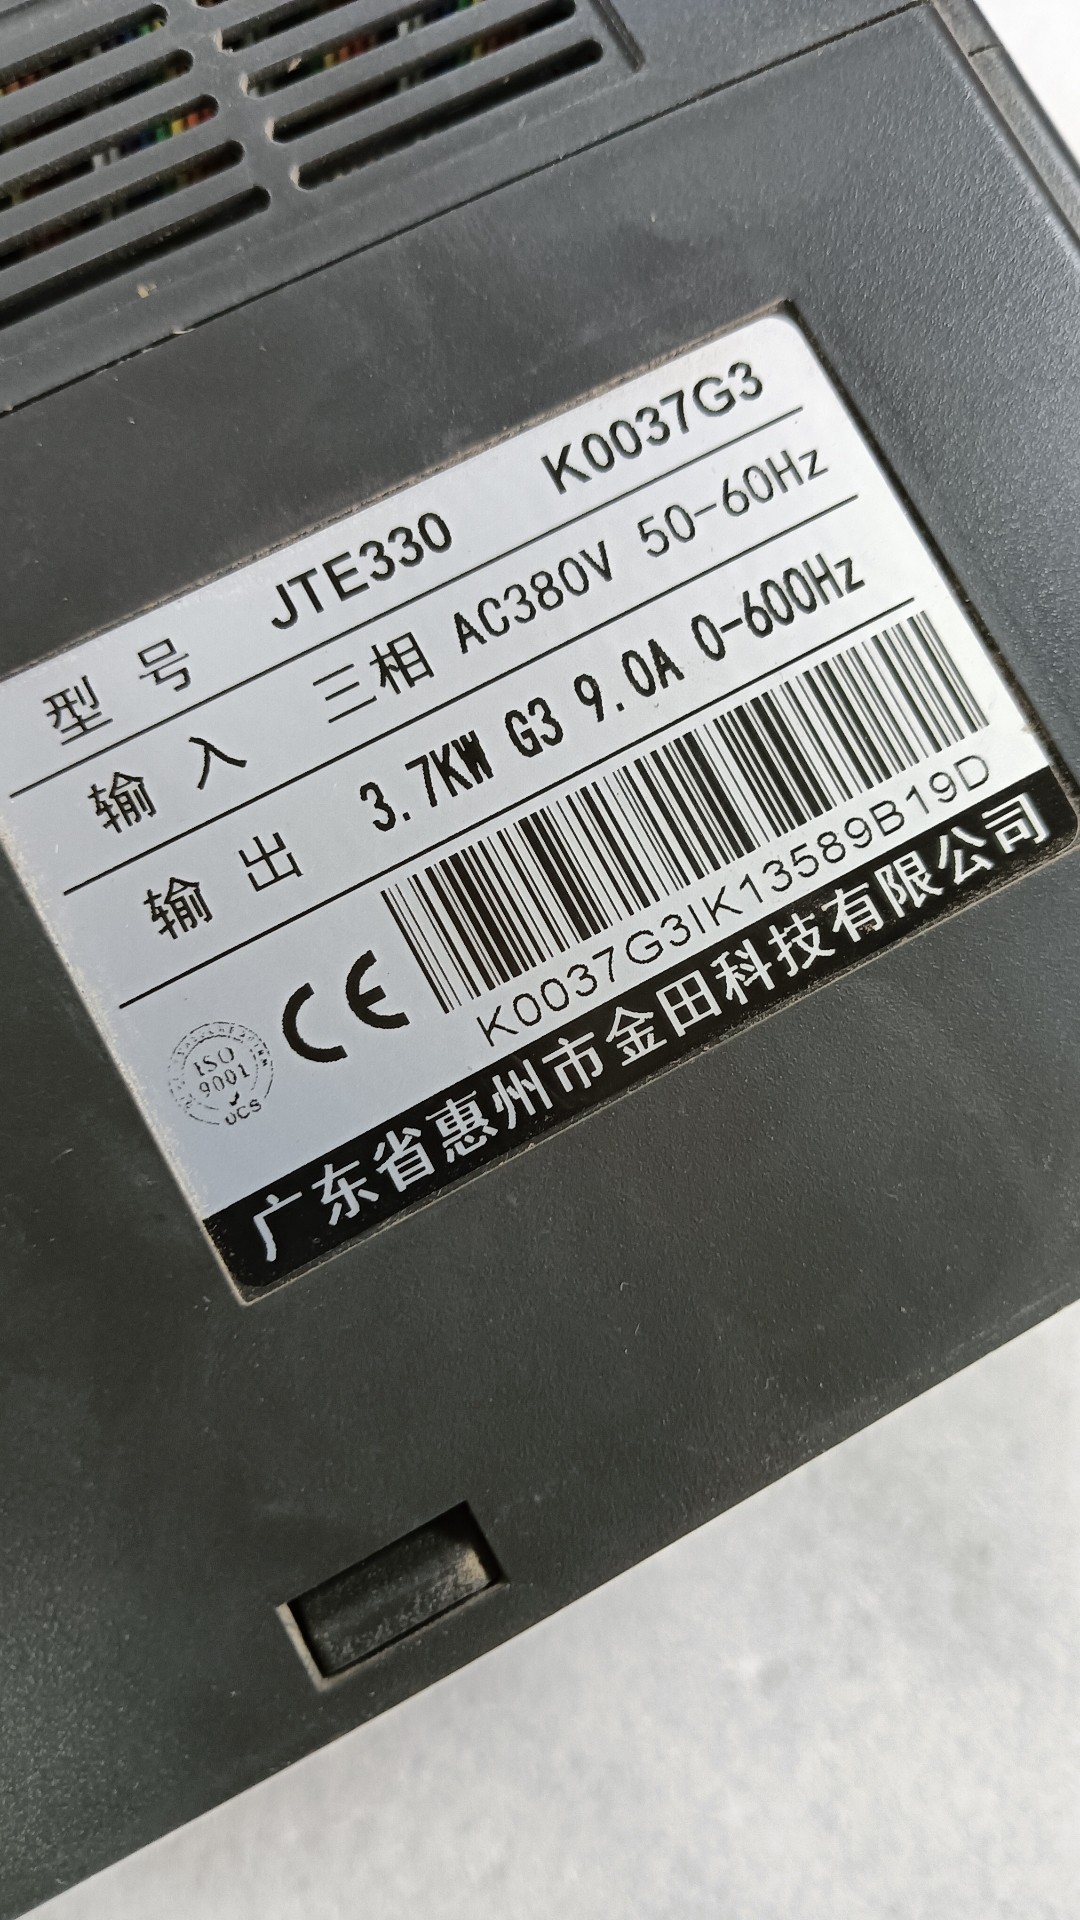 型 号 JTE330 K0037G3
输 入 三相 AC380V 50-60Hz
输 出 3.7KW G3 9.0A 0-600Hz
CE
K0037G3IK13589B19D
ISO
9001
UCS
广东省惠州市金田科技有限公司